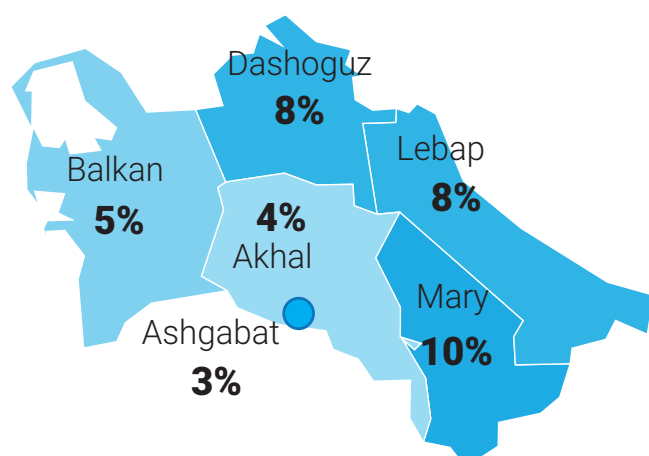 Dashoguz
8%
Lebap
8%
Balkan
5%
4%
Akhal
Mary
10%
Ashgabat
3%